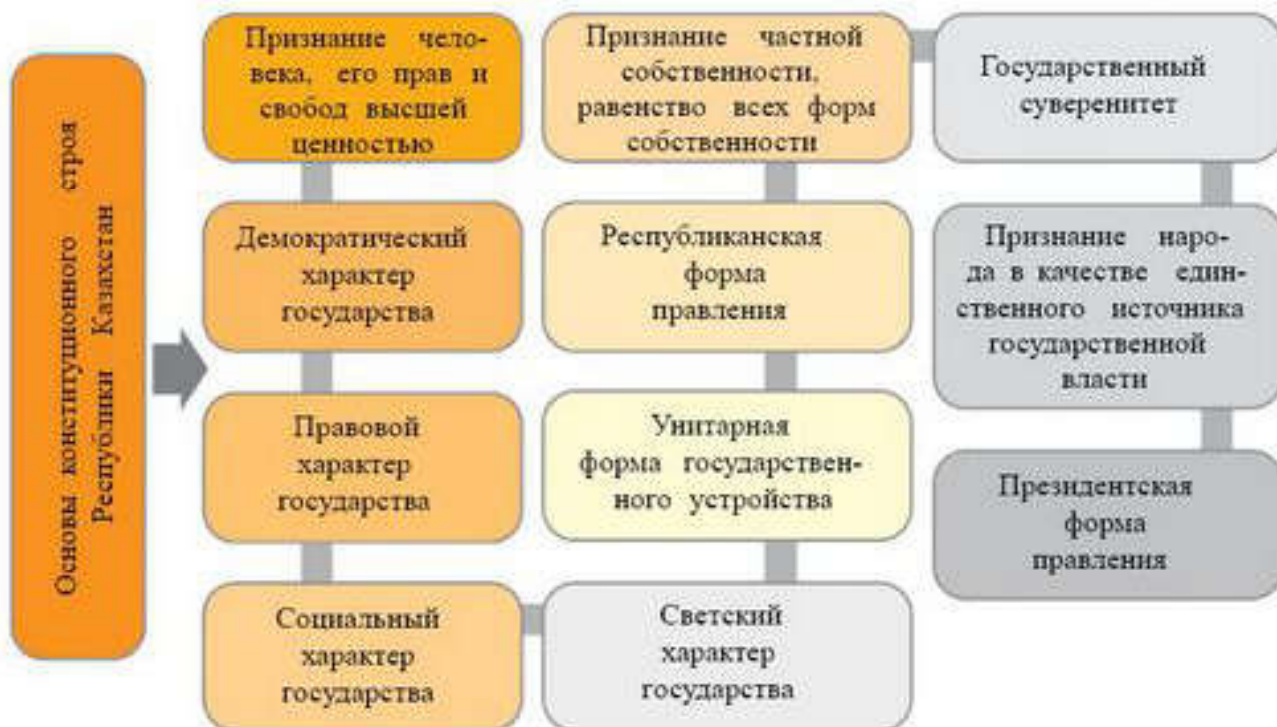 Основы конституционного строя
Республики Казахстан
Признание чело-
века, его прав и
свобод высшей
ценностью
Демократический
характер
государства
Правовой
характер
государства
Социальный
характер
государства
Светский
характер
государства
Унитарная
форма государствен-
ного устройства
Республиканская
форма
правления
Признание частной
собственности,
равенство всех форм
собственности
Государственный
суверенитет
Признание наро-
да в качестве един-
ственного источника
государственной
власти
Президентская
форма
правления